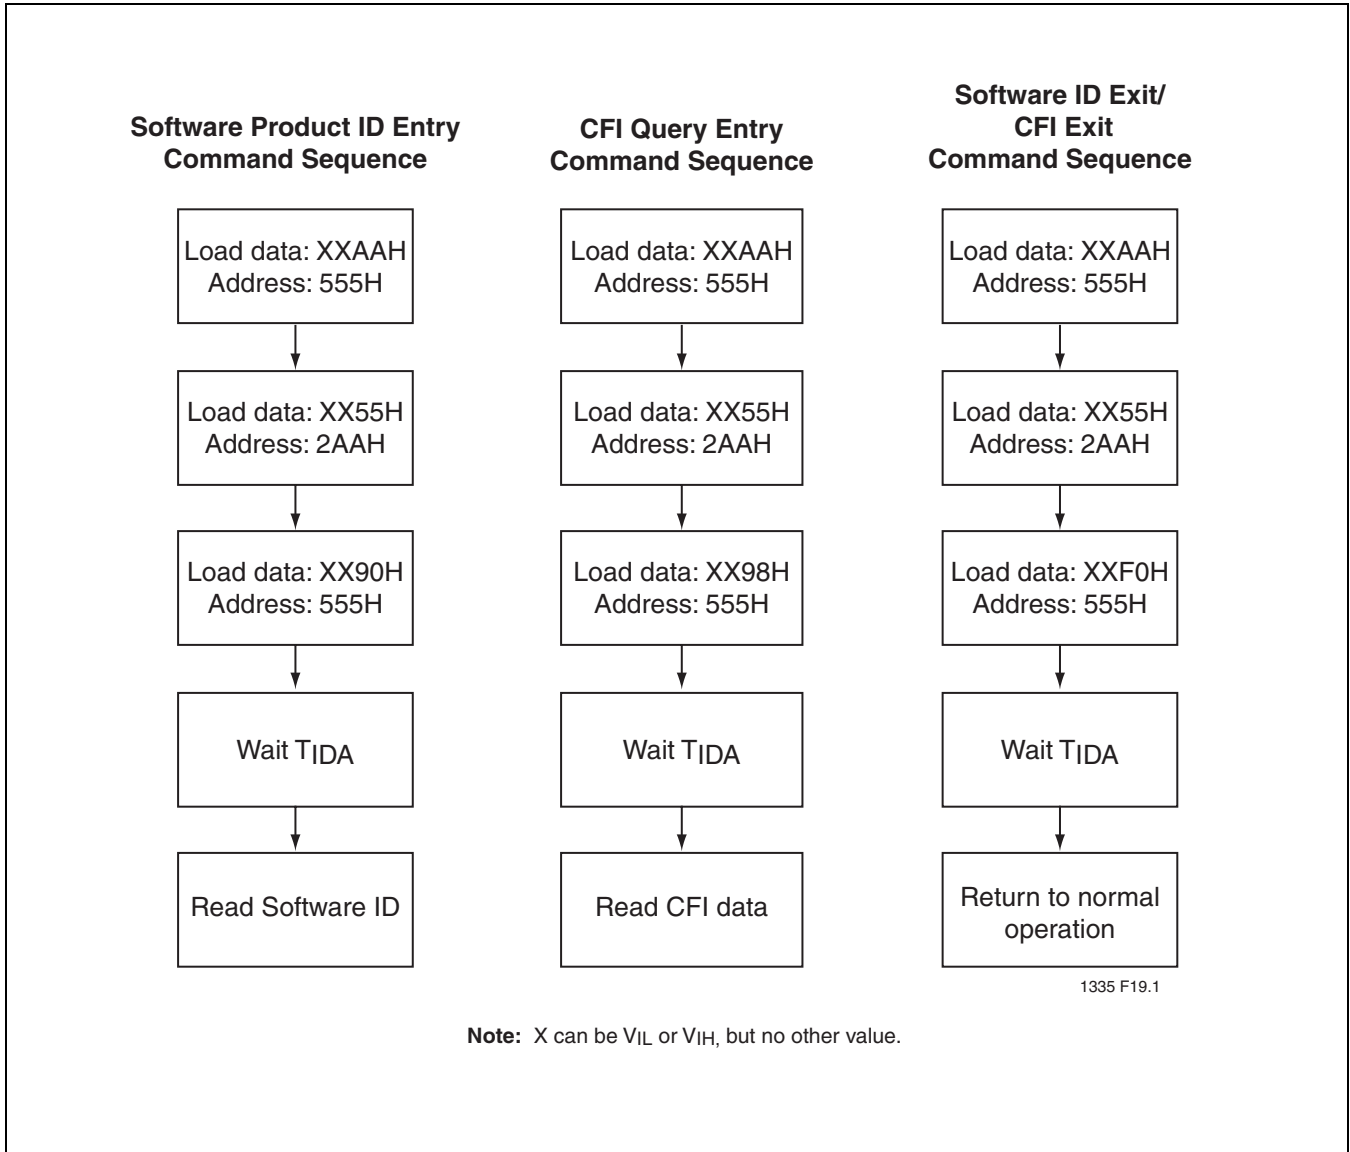 Software Product ID Entry
Command Sequence
Load data: XXAAH
Address: 555H
Load data: XX55H
Address: 2AAH
Load data: XX90H
Address: 555H
Wait TIDA
Read Software ID
CFI Query Entry
Command Sequence
Load data: XXAAH
Address: 555H
Load data: XX55H
Address: 2AAH
Load data: XX98H
Address: 555H
Wait TIDA
Read CFI data
Software ID Exit/
CFI Exit
Command Sequence
Load data: XXAAH
Address: 555H
Load data: XX55H
Address: 2AAH
Load data: XXF0H
Address: 555H
Wait TIDA
Return to normal
operation
1335 F19.1
Note: X can be VIL or VIH, but no other value.